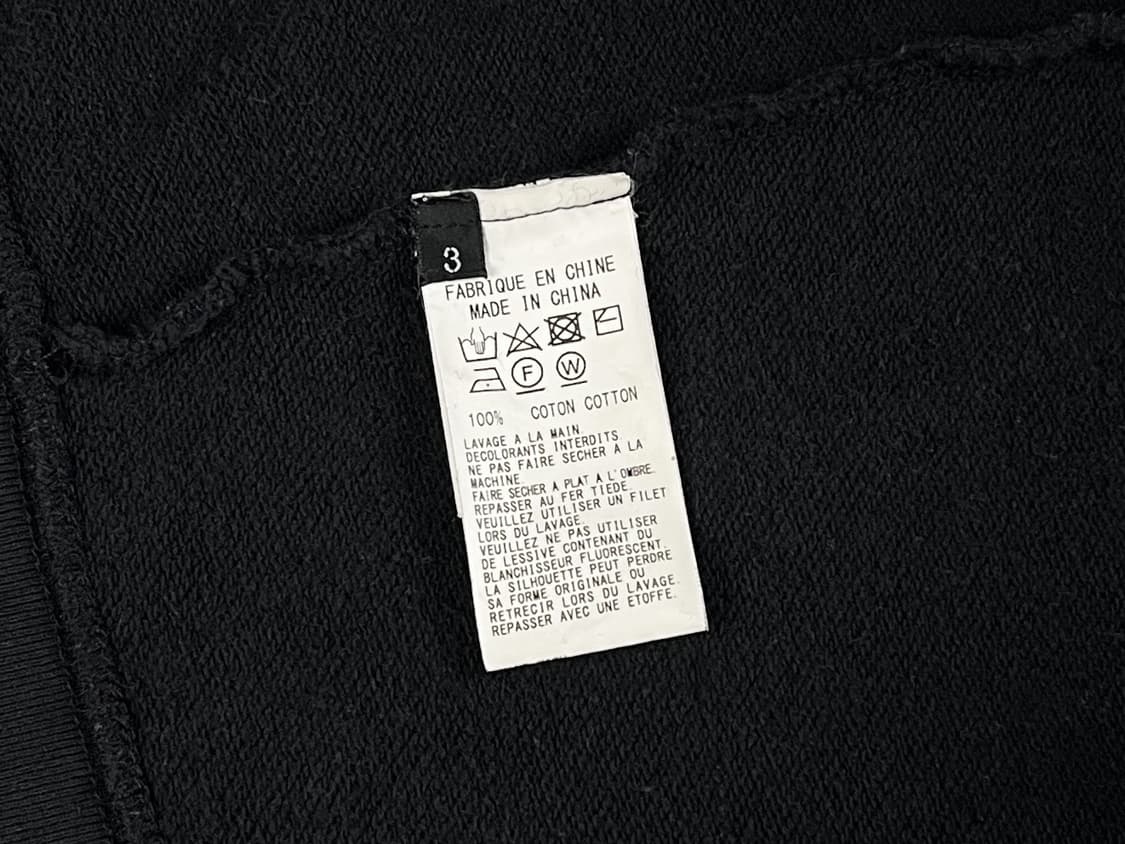 3
FABRIQUE EN CHINE
MADE IN CHINA
F W
100% COTON COTTON
LAVAGE A LA MAIN.
DECOLORANTS INTERDITS
NE PAS FAIRE SECHER A LA
MACHINE.
FAIRE SECHER A PLAT A L'OMBRE.
REPASSER AU FER TIEDE.
VEUILLEZ UTILISER UN FILET
LORS DU LAVAGE.
VEUILLEZ NE PAS UTILISER
DE LESSIVE CONTENANT DU
BLANCHISSEUR FLUORESCENT.
LA SILHOUETTE PEUT PERDRE
SA FORME ORIGINALE OU
RETRECIR LORS DU LAVAGE.
REPASSER AVEC UNE ETOFFE.